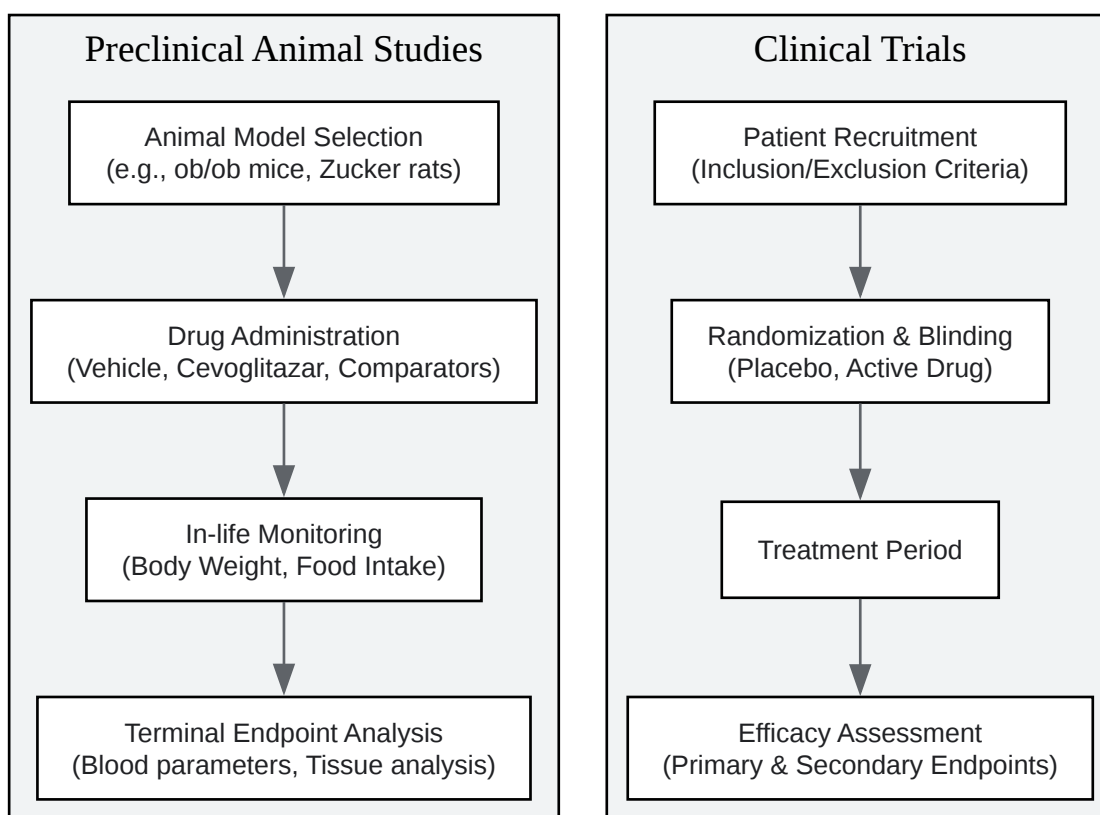 Preclinical Animal Studies
Animal Model Selection
(e.g., ob/ob mice, Zucker rats)
Drug Administration
(Vehicle, Cevoglitazar, Comparators)
In-life Monitoring
(Body Weight, Food Intake)
Terminal Endpoint Analysis
(Blood parameters, Tissue analysis)
Clinical Trials
Patient Recruitment
(Inclusion/Exclusion Criteria)
Randomization & Blinding
(Placebo, Active Drug)
Treatment Period
Efficacy Assessment
(Primary & Secondary Endpoints)